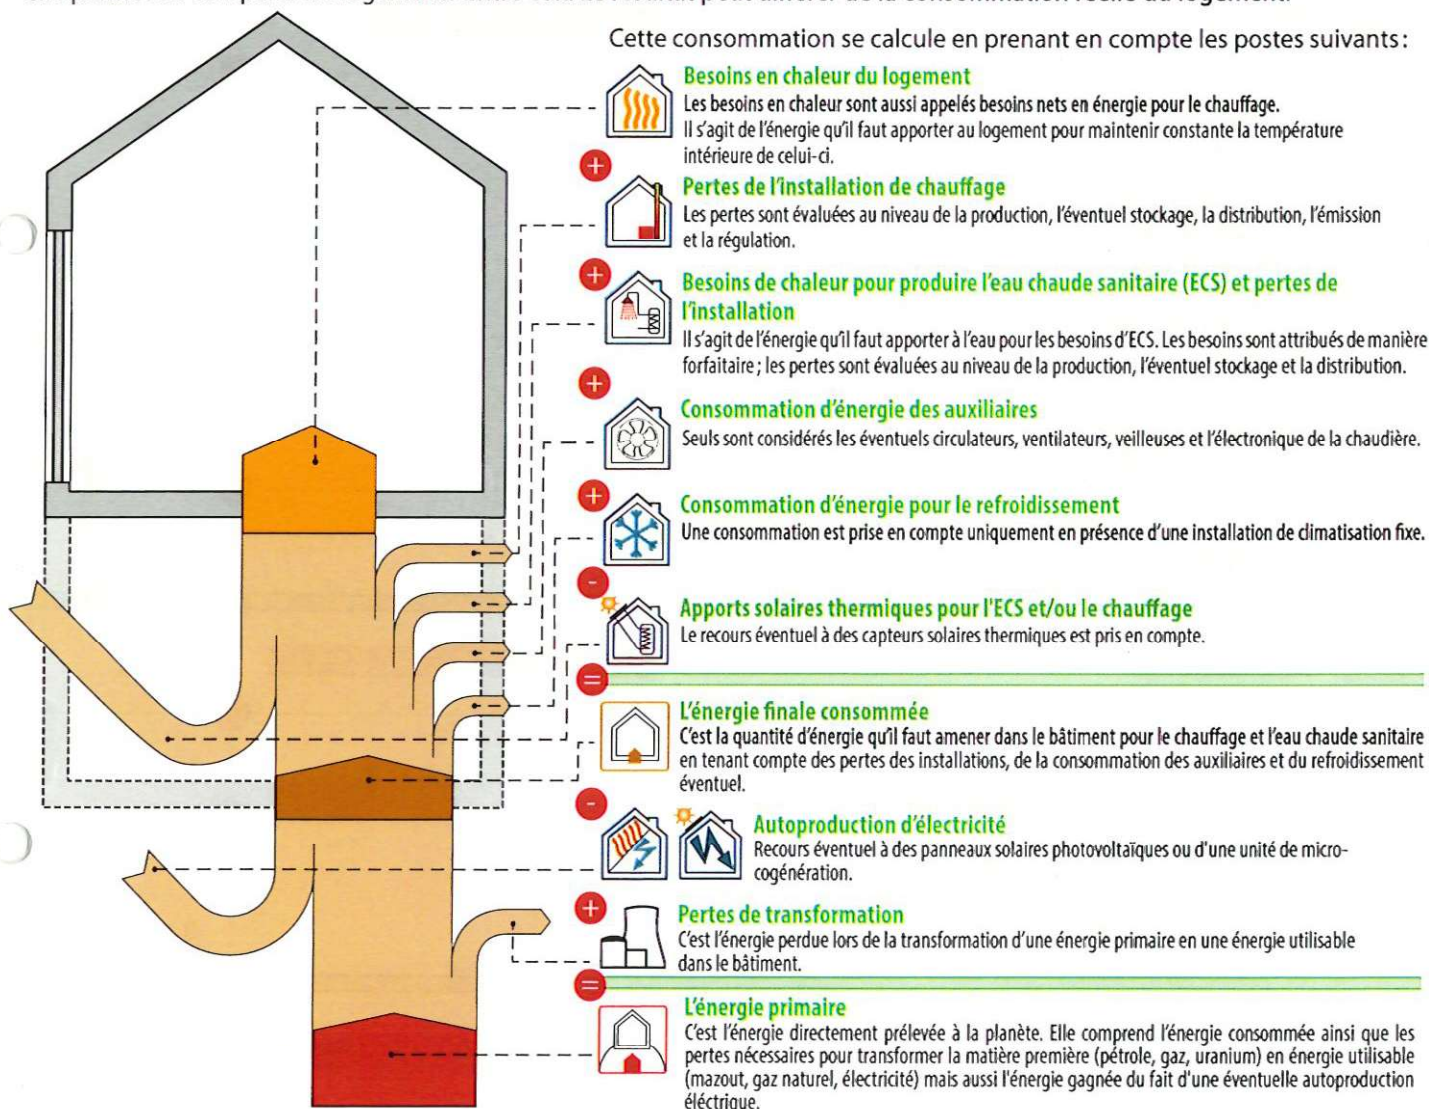 de la consommation réelle du logement.
Cette consommation se calcule en prenant en compte les postes suivants :
Besoins en chaleur du logement
Les besoins en chaleur sont aussi appelés besoins nets en énergie pour le chauffage.
Il s'agit de l'énergie qu'il faut apporter au logement pour maintenir constante la température
intérieure de celui-ci.
+
Pertes de l'installation de chauffage
Les pertes sont évaluées au niveau de la production, l'éventuel stockage, la distribution, l'émission
et la régulation.
+
Besoins de chaleur pour produire l'eau chaude sanitaire (ECS) et pertes de
l'installation
Il s'agit de l'énergie qu'il faut apporter à l'eau pour les besoins d'ECS. Les besoins sont attribués de manière
forfaitaire ; les pertes sont évaluées au niveau de la production, l'éventuel stockage et la distribution.
+
Consommation d'énergie des auxiliaires
Seuls sont considérés les éventuels circulateurs, ventilateurs, veilleuses et l'électronique de la chaudière.
+
Consommation d'énergie pour le refroidissement
Une consommation est prise en compte uniquement en présence d'une installation de climatisation fixe.
-
Apports solaires thermiques pour l'ECS et/ou le chauffage
Le recours éventuel à des capteurs solaires thermiques est pris en compte.
=
L'énergie finale consommée
C'est la quantité d'énergie qu'il faut amener dans le bâtiment pour le chauffage et l'eau chaude sanitaire
en tenant compte des pertes des installations, de la consommation des auxiliaires et du refroidissement
éventuel.
-
Autoproduction d'électricité
Recours éventuel à des panneaux solaires photovoltaïques ou d'une unité de micro-
cogénération.
+
Pertes de transformation
C'est l'énergie perdue lors de la transformation d'une énergie primaire en une énergie utilisable
dans le bâtiment.
=
L'énergie primaire
C'est l'énergie directement prélevée à la planète. Elle comprend l'énergie consommée ainsi que les
pertes nécessaires pour transformer la matière première (pétrole, gaz, uranium) en énergie utilisable
(mazout, gaz naturel, électricité) mais aussi l'énergie gagnée du fait d'une éventuelle autoproduction
éléctrique.